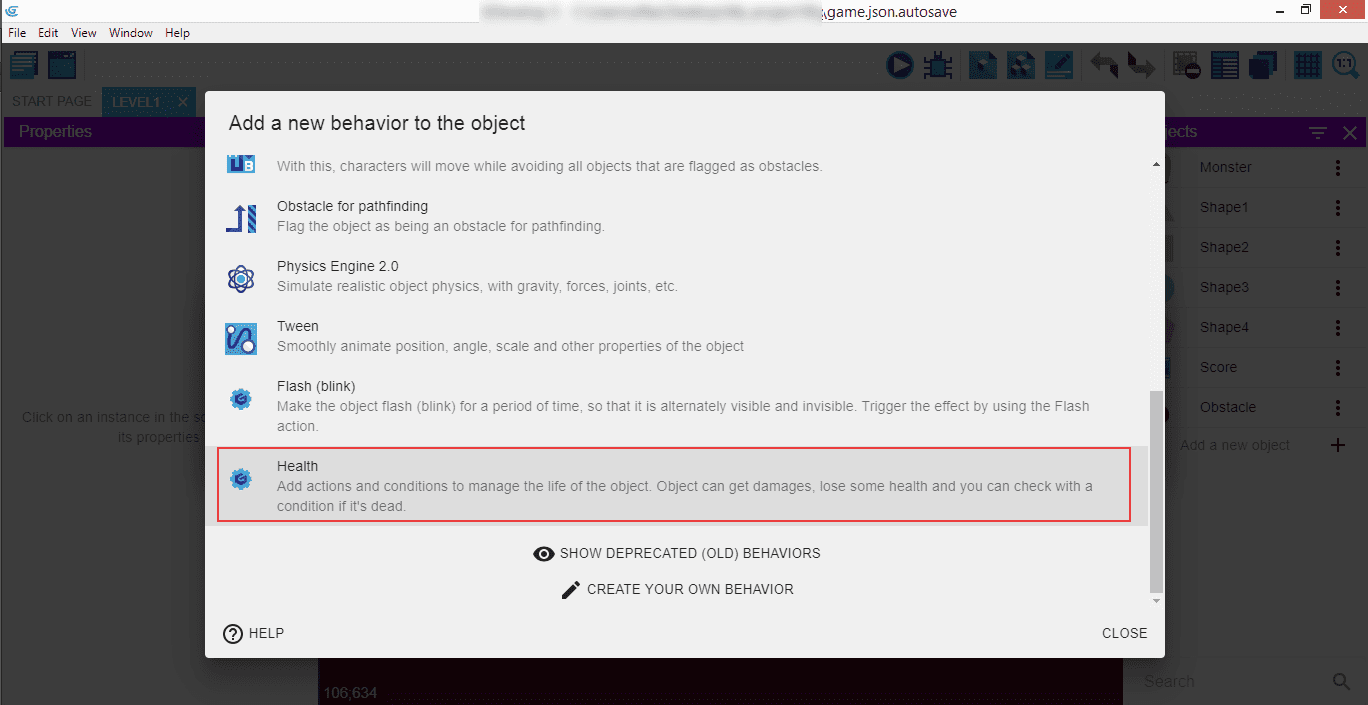 \game.json.autosave
File Edit View Window Help
START PAGE LEVEL1
Properties
Add a new behavior to the object
With this, characters will move while avoiding all objects that are flagged as obstacles.
Obstacle for pathfinding
Flag the object as being an obstacle for pathfinding.
Physics Engine 2.0
Simulate realistic object physics, with gravity, forces, joints, etc.
Tween
Smoothly animate position, angle, scale and other properties of the object
Flash (blink)
Make the object flash (blink) for a period of time, so that it is alternately visible and invisible. Trigger the effect by using the Flash
action.
Health
Add actions and conditions to manage the life of the object. Object can get damages, lose some health and you can check with a
condition if it's dead.
SHOW DEPRECATED (OLD) BEHAVIORS
CREATE YOUR OWN BEHAVIOR
HELP
CLOSE
Click on an instance in the sc
its properties
1:1
jects
Monster
Shape1
Shape2
Shape3
Shape4
Score
Obstacle
Add a new object
106;634
Search